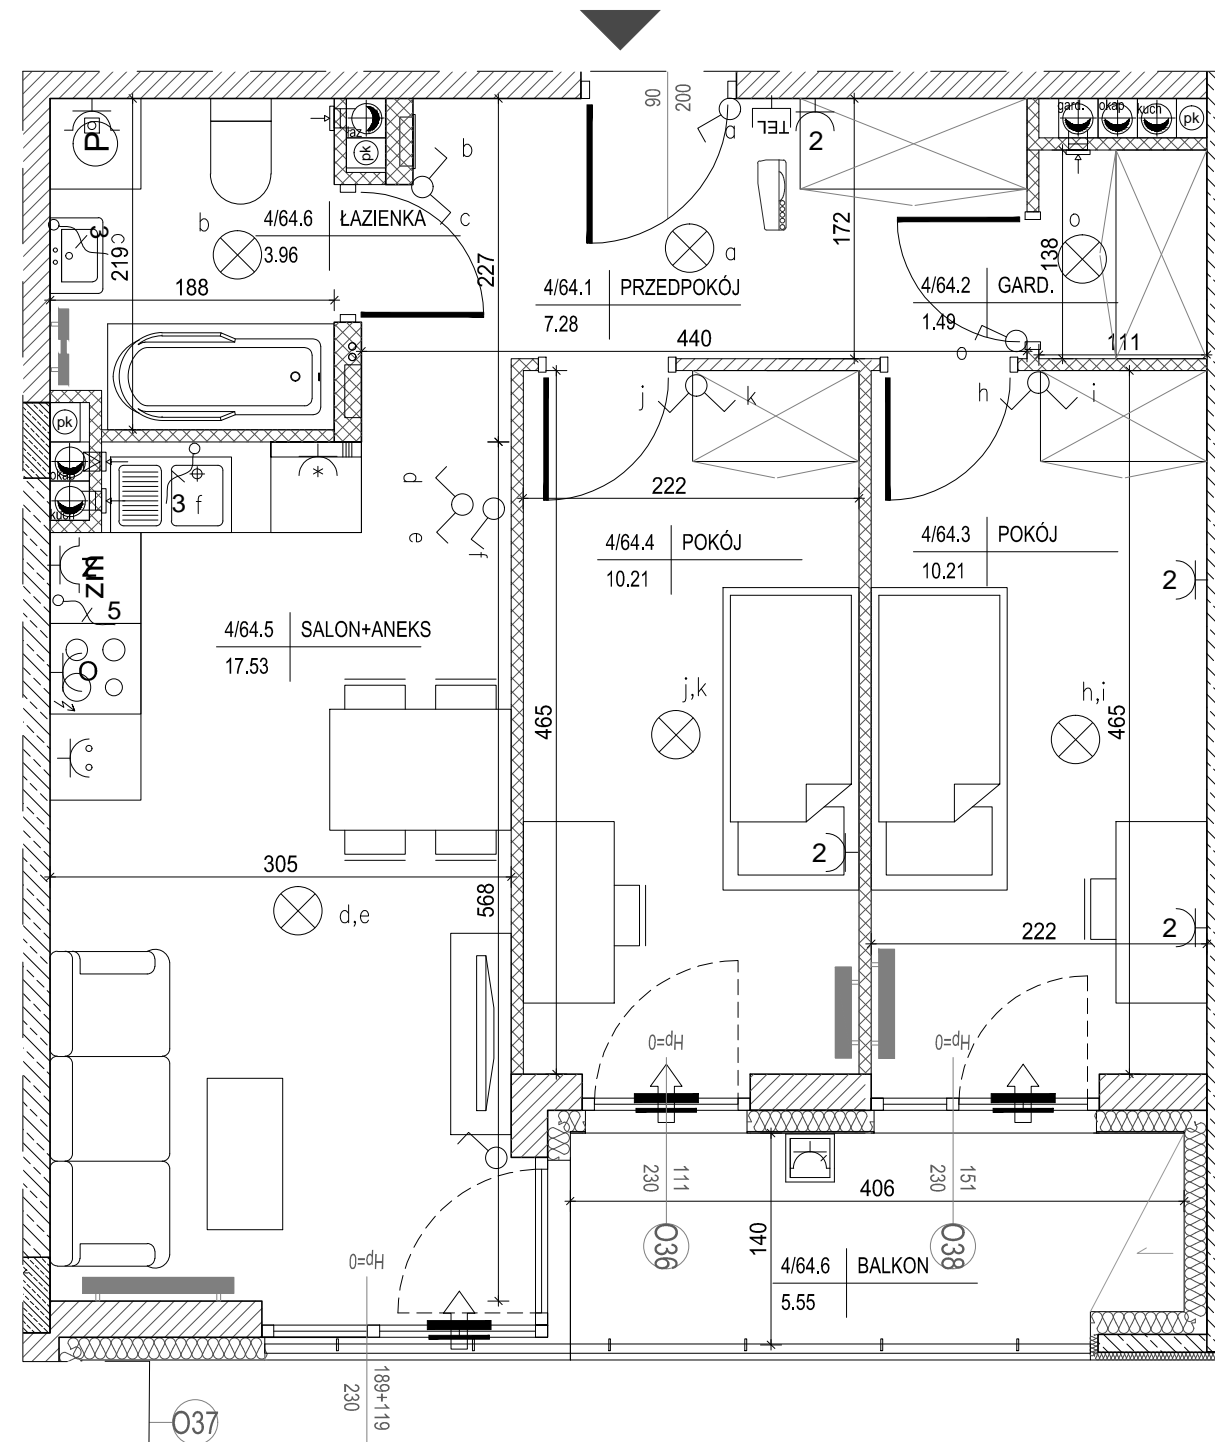 200
90
a
TEL
2
gard.
okap
kuch
pk
Pq
łaz
pk
b
c
b
4/64.6 ŁAZIENKA
3.96
3
c
219
188
227
a
172
o
138
4/64.1 PRZEDPOKÓJ
7.28
4/64.2 GARD.
1.49
440
o
111
pk
okap
kuch
3
f
*
d
e
f
j
k
h
i
222
4/64.4 POKÓJ
10.21
4/64.3 POKÓJ
10.21
2
zm
2
5
4/64.5 SALON+ANEKS
17.53
O
465
j,k
h,i
465
2
305
568
d,e
2
222
Hp=0
Hp=0
111
230
151
230
406
140
O36
O38
4/64.6 BALKON
5.55
Hp=0
189+119
230
O37